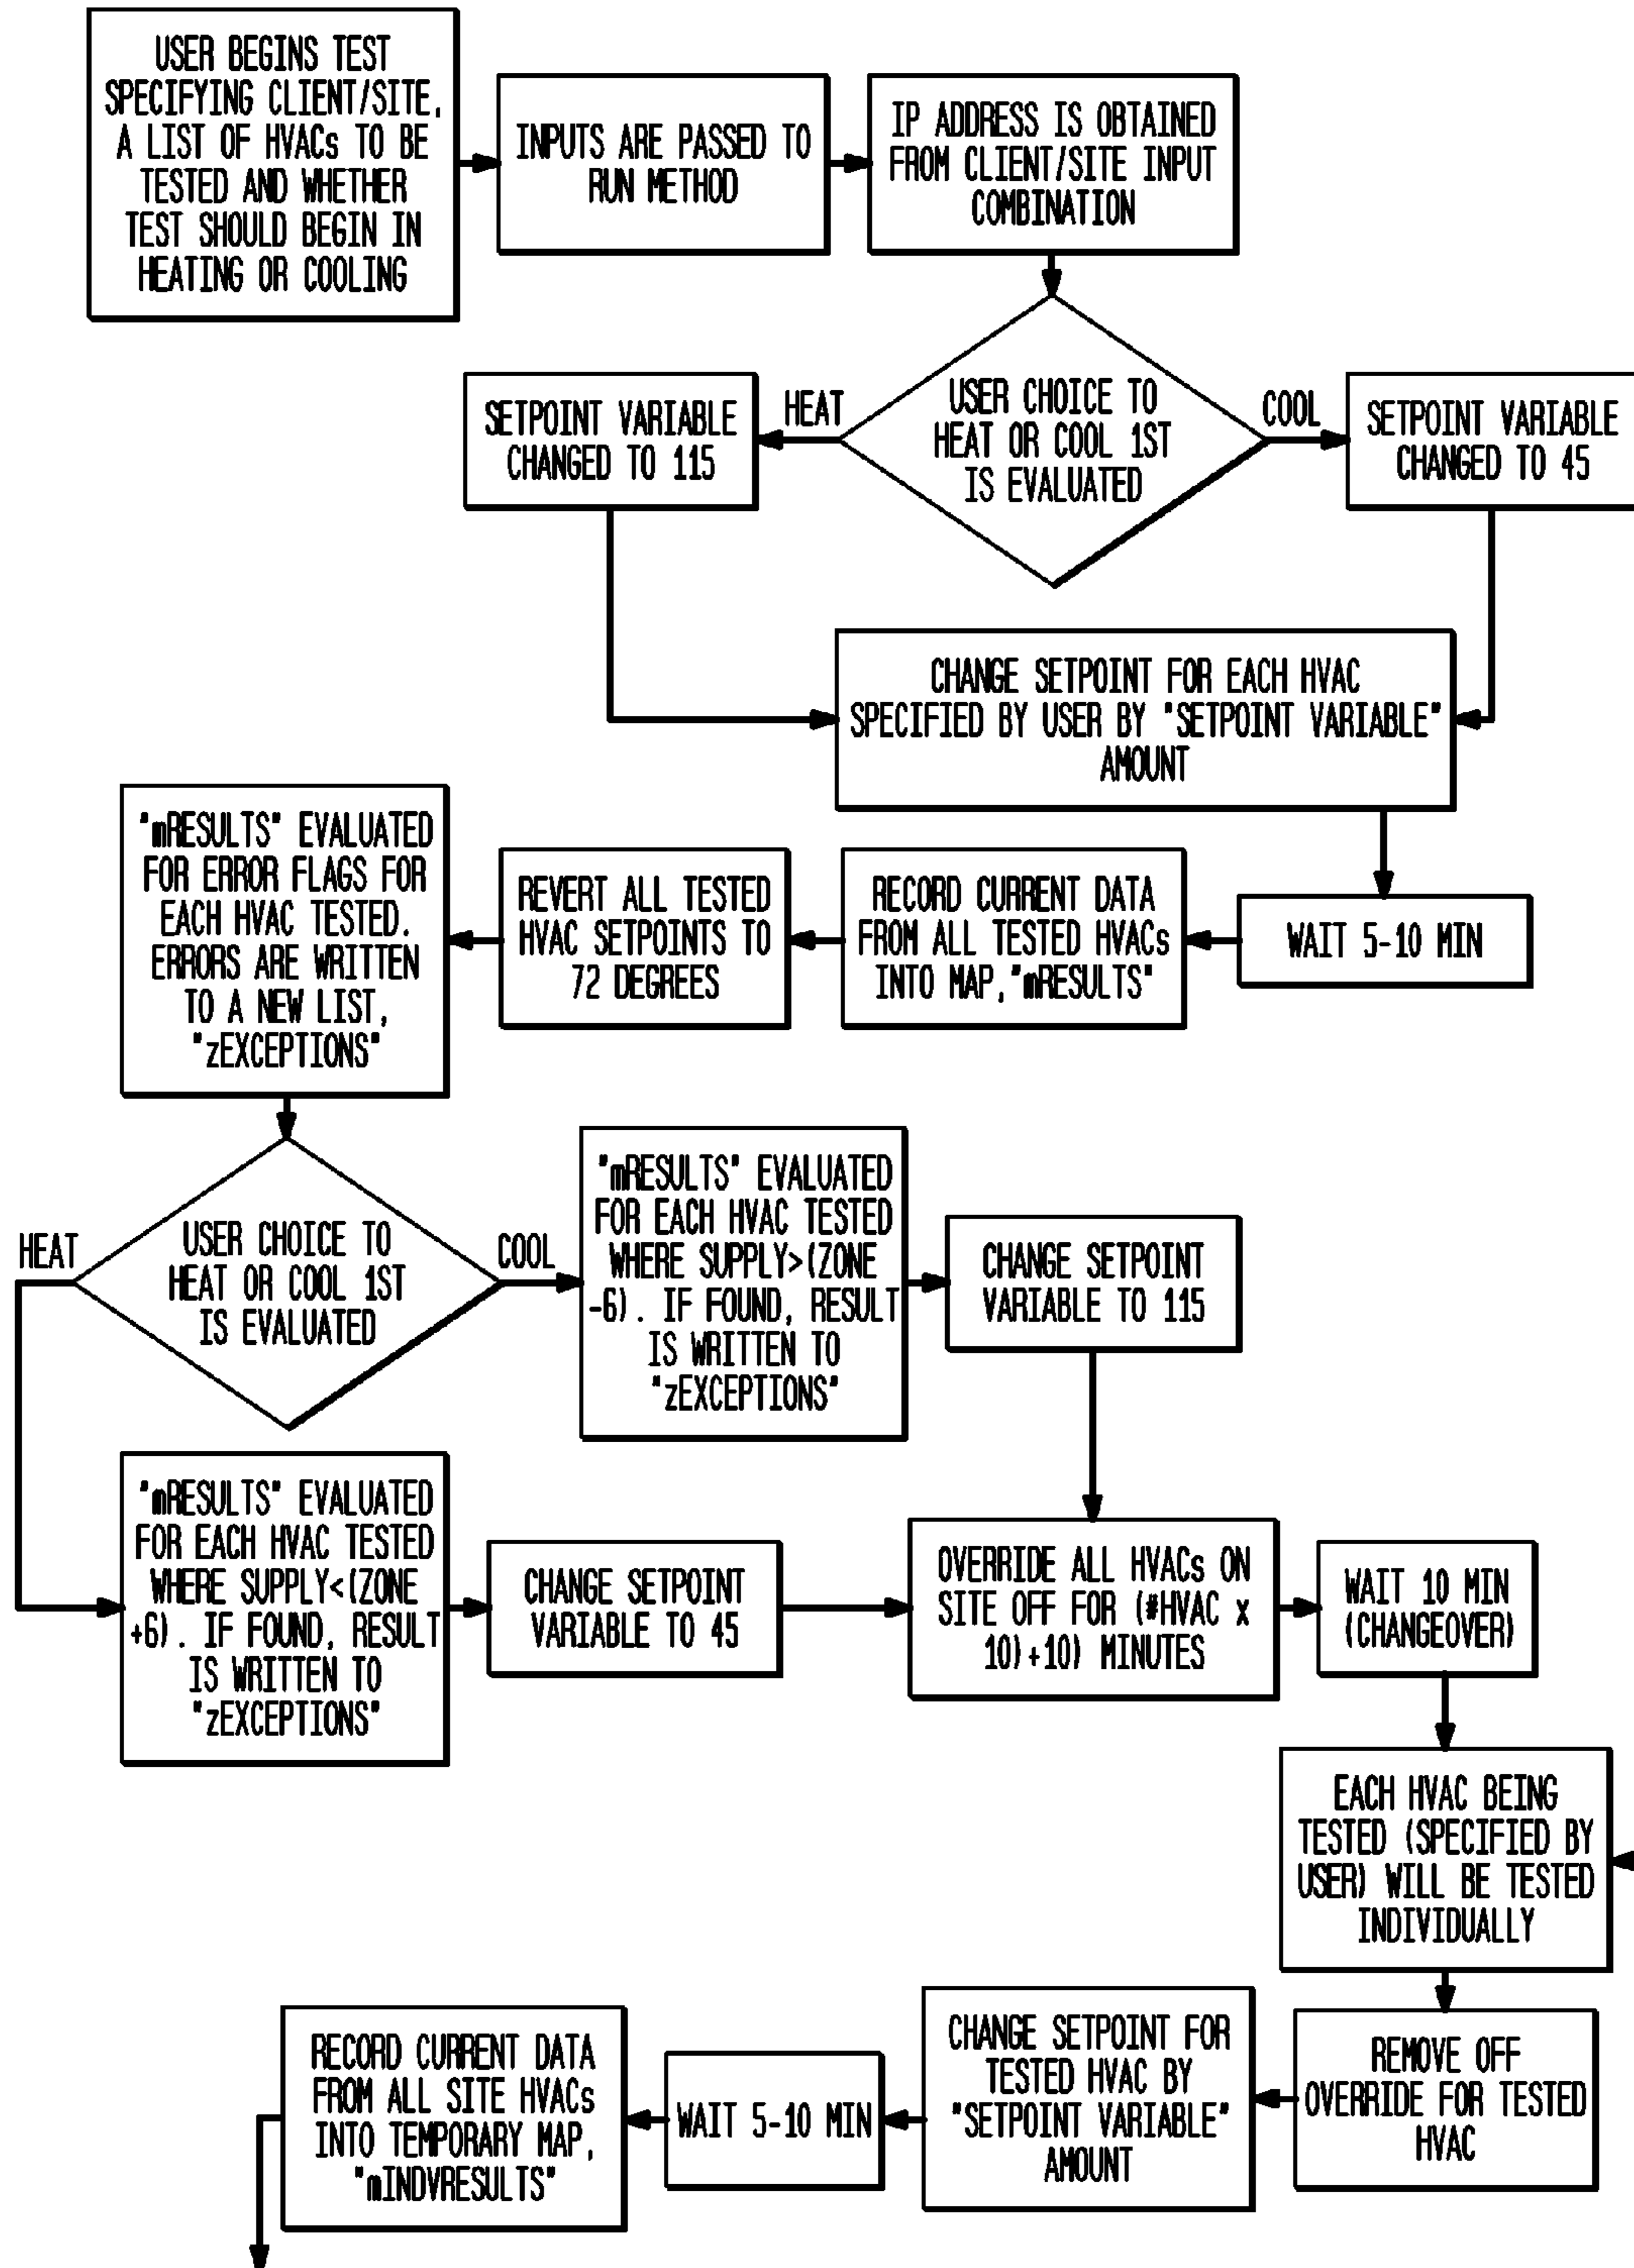 USER BEGINS TEST
SPECIFYING CLIENT/SITE,
A LIST OF HVACs TO BE
TESTED AND WHETHER
TEST SHOULD BEGIN IN
HEATING OR COOLING
INPUTS ARE PASSED TO
RUN METHOD
IP ADDRESS IS OBTAINED
FROM CLIENT/SITE INPUT
COMBINATION
USER CHOICE TO
HEAT OR COOL 1ST
IS EVALUATED
HEAT
COOL
SETPOINT VARIABLE
CHANGED TO 115
SETPOINT VARIABLE
CHANGED TO 45
CHANGE SETPOINT FOR EACH HVAC
SPECIFIED BY USER BY "SETPOINT VARIABLE"
AMOUNT
WAIT 5-10 MIN
RECORD CURRENT DATA
FROM ALL TESTED HVACs
INTO MAP,"mRESULTS"
REVERT ALL TESTED
HVAC SETPOINTS TO
72 DEGREES
"mRESULTS" EVALUATED
FOR ERROR FLAGS FOR
EACH HVAC TESTED.
ERRORS ARE WRITTEN
TO A NEW LIST,
"zEXCEPTIONS"
USER CHOICE TO
HEAT OR COOL 1ST
IS EVALUATED
HEAT
COOL
"mRESULTS" EVALUATED
FOR EACH HVAC TESTED
WHERE SUPPLY>(ZONE
-6). IF FOUND, RESULT
IS WRITTEN TO
"zEXCEPTIONS"
CHANGE SETPOINT
VARIABLE TO 115
"mRESULTS" EVALUATED
FOR EACH HVAC TESTED
WHERE SUPPLY<(ZONE
+6). IF FOUND, RESULT
IS WRITTEN TO
"zEXCEPTIONS"
CHANGE SETPOINT
VARIABLE TO 45
OVERRIDE ALL HVACs ON
SITE OFF FOR (#HVAC x
10)+10) MINUTES
WAIT 10 MIN
(CHANGEOVER)
EACH HVAC BEING
TESTED (SPECIFIED BY
USER) WILL BE TESTED
INDIVIDUALLY
REMOVE OFF
OVERRIDE FOR TESTED
HVAC
CHANGE SETPOINT FOR
TESTED HVAC BY
"SETPOINT VARIABLE"
AMOUNT
WAIT 5-10 MIN
RECORD CURRENT DATA
FROM ALL SITE HVACs
INTO TEMPORARY MAP,
"mINDVRESULTS"